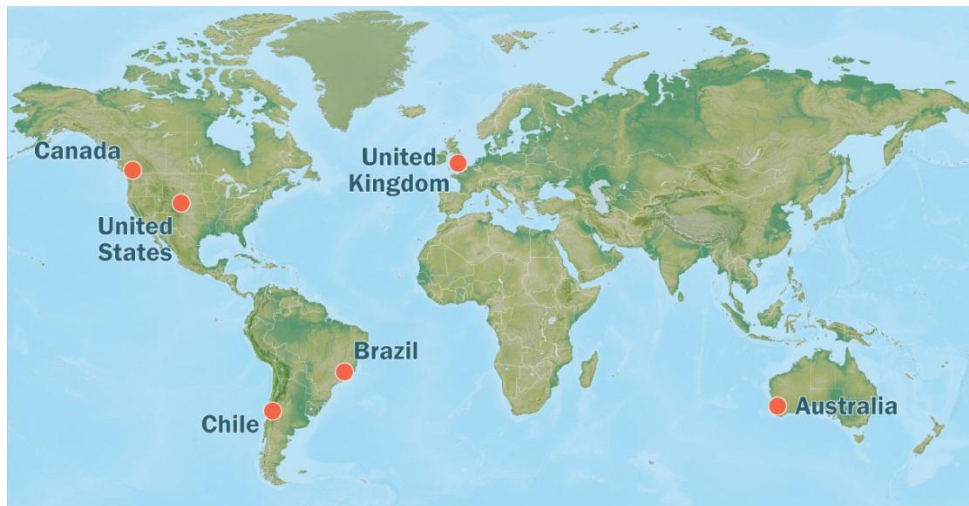 Canada
United
Kingdom
United
States
Brazil
Chile
Australia